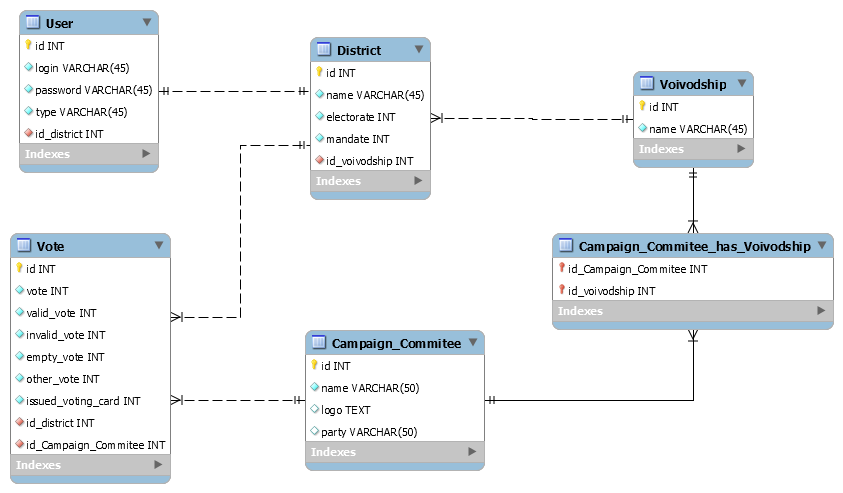 User
id INT
login VARCHAR(45)
password VARCHAR(45)
type VARCHAR(45)
id_district INT
Indexes
District
id INT
name VARCHAR(45)
electorate INT
mandate INT
id_voivodship INT
Indexes
Voivodship
id INT
name VARCHAR(45)
Indexes
Vote
id INT
vote INT
valid_vote INT
invalid_vote INT
empty_vote INT
other_vote INT
issued_voting_card INT
id_district INT
id_Campaign_Commitee INT
Indexes
Campaign_Commitee
id INT
name VARCHAR(50)
logo TEXT
party VARCHAR(50)
Indexes
Campaign_Commitee_has_Voivodship
id_Campaign_Commitee INT
id_voivodship INT
Indexes